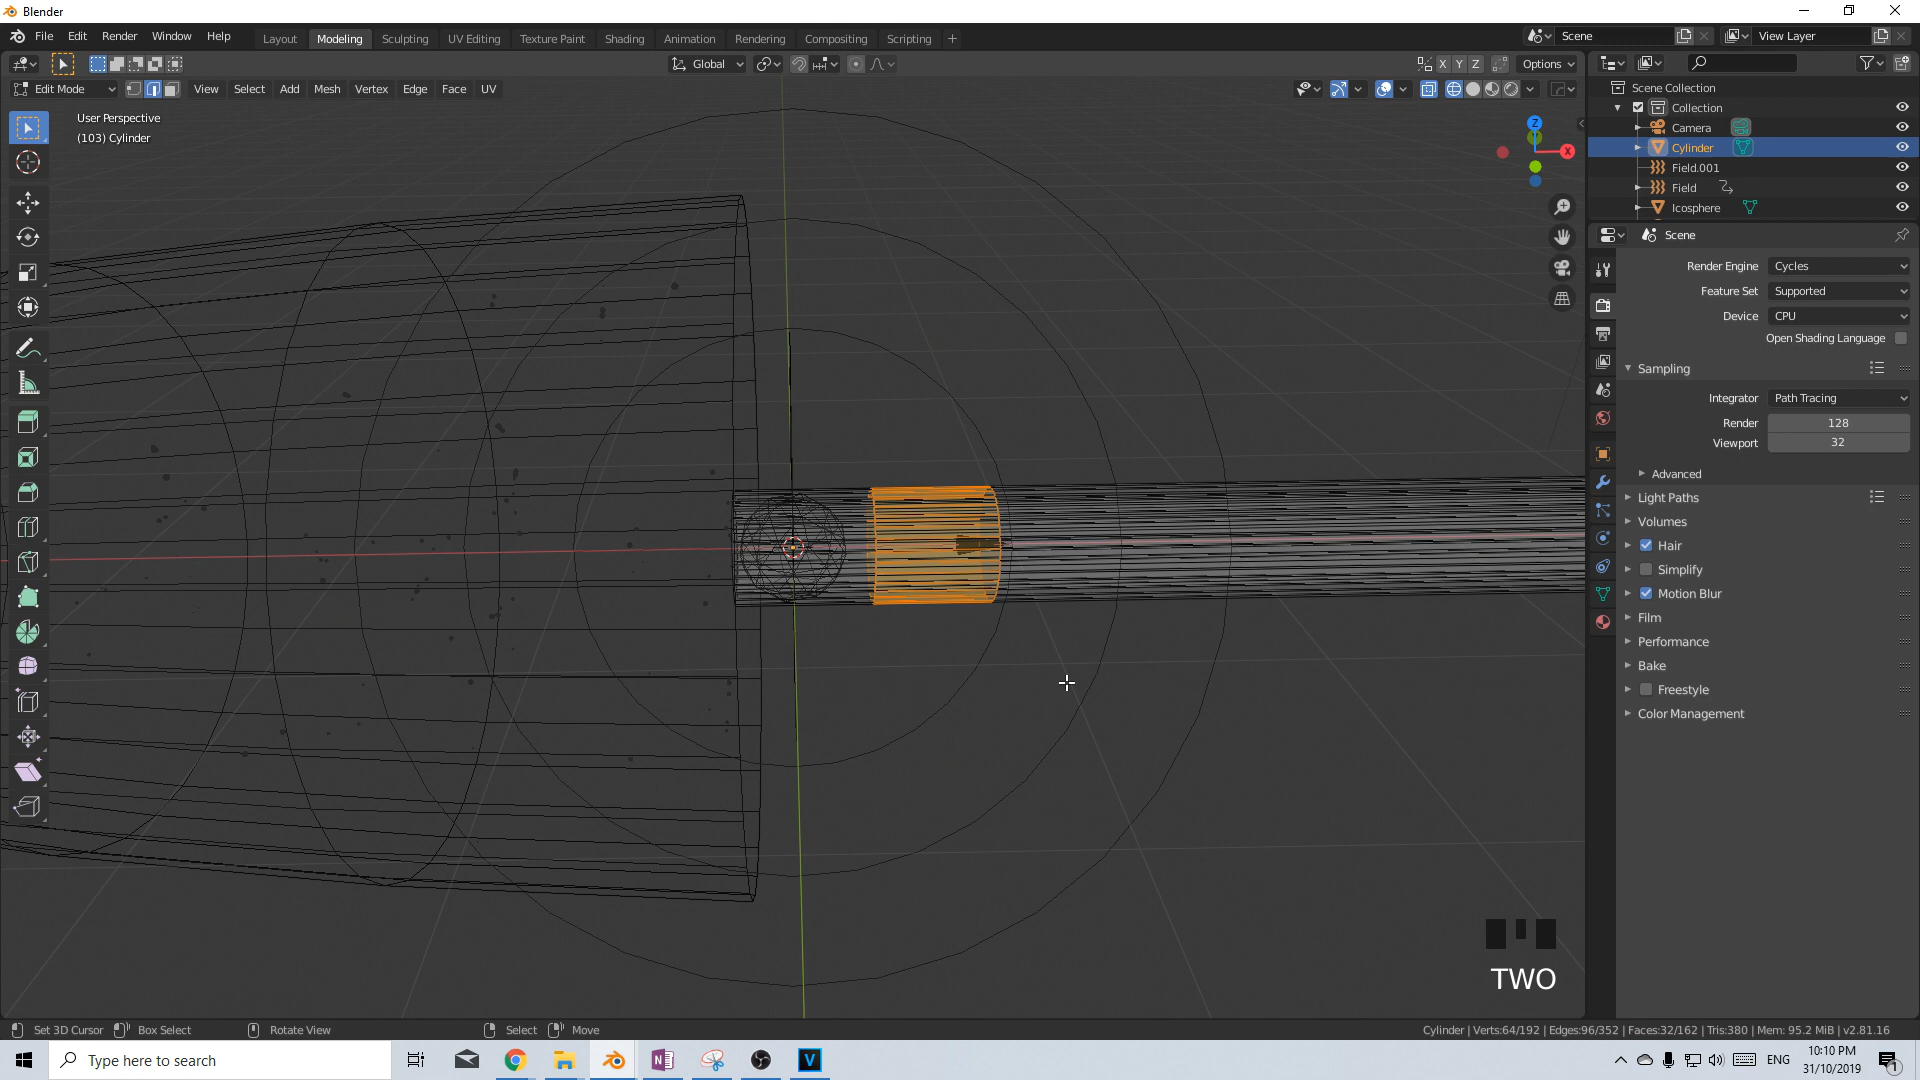 Blender
File Edit Render Window Help
Layout Modeling Sculpting UV Editing Texture Paint Shading Animation Rendering Compositing Scripting
Scene
View Layer
Global
X Y Z
Options
Edit Mode
View Select Add Mesh Vertex Edge Face UV
User Perspective
(103) Cylinder
Z
X
Scene Collection
Collection
Camera
Cylinder
Field.001
Field
Icosphere
Scene
Render Engine Cycles
Feature Set Supported
Device CPU
Open Shading Language
Sampling
Integrator Path Tracing
Render 128
Viewport 32
Advanced
Light Paths
Volumes
Hair
Simplify
Motion Blur
Film
Performance
Bake
Freestyle
Color Management
TWO
Set 3D Cursor Box Select Rotate View Select Move
Cylinder | Verts:64/192 | Edges:96/352 | Faces:32/162 | Tris:380 | Mem: 95.2 MiB | v2.81.16
Type here to search
ENG
10:10 PM
31/10/2019